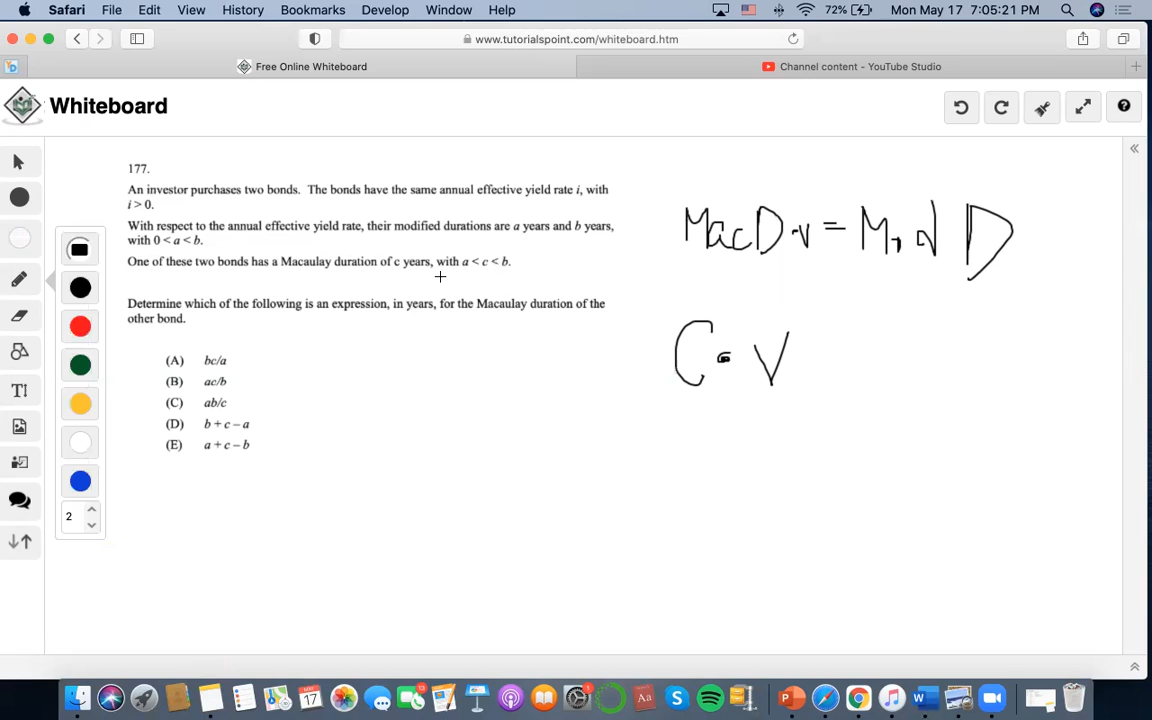 Safari File Edit View History Bookmarks Develop Window Help 72% Mon May 17 7:05:21 PM
www.tutorialspoint.com/whiteboard.htm
Free Online Whiteboard Channel content - YouTube Studio
Whiteboard
177.
An investor purchases two bonds. The bonds have the same annual effective yield rate i, with
i > 0.
With respect to the annual effective yield rate, their modified durations are a years and b years,
with 0 < a < b.
One of these two bonds has a Macaulay duration of c years, with a < c < b.
Determine which of the following is an expression, in years, for the Macaulay duration of the
other bond.
(A) bc/a
(B) ac/b
(C) ab/c
(D) b + c – a
(E) a + c – b
MacD·v = Mod D
C · V
2